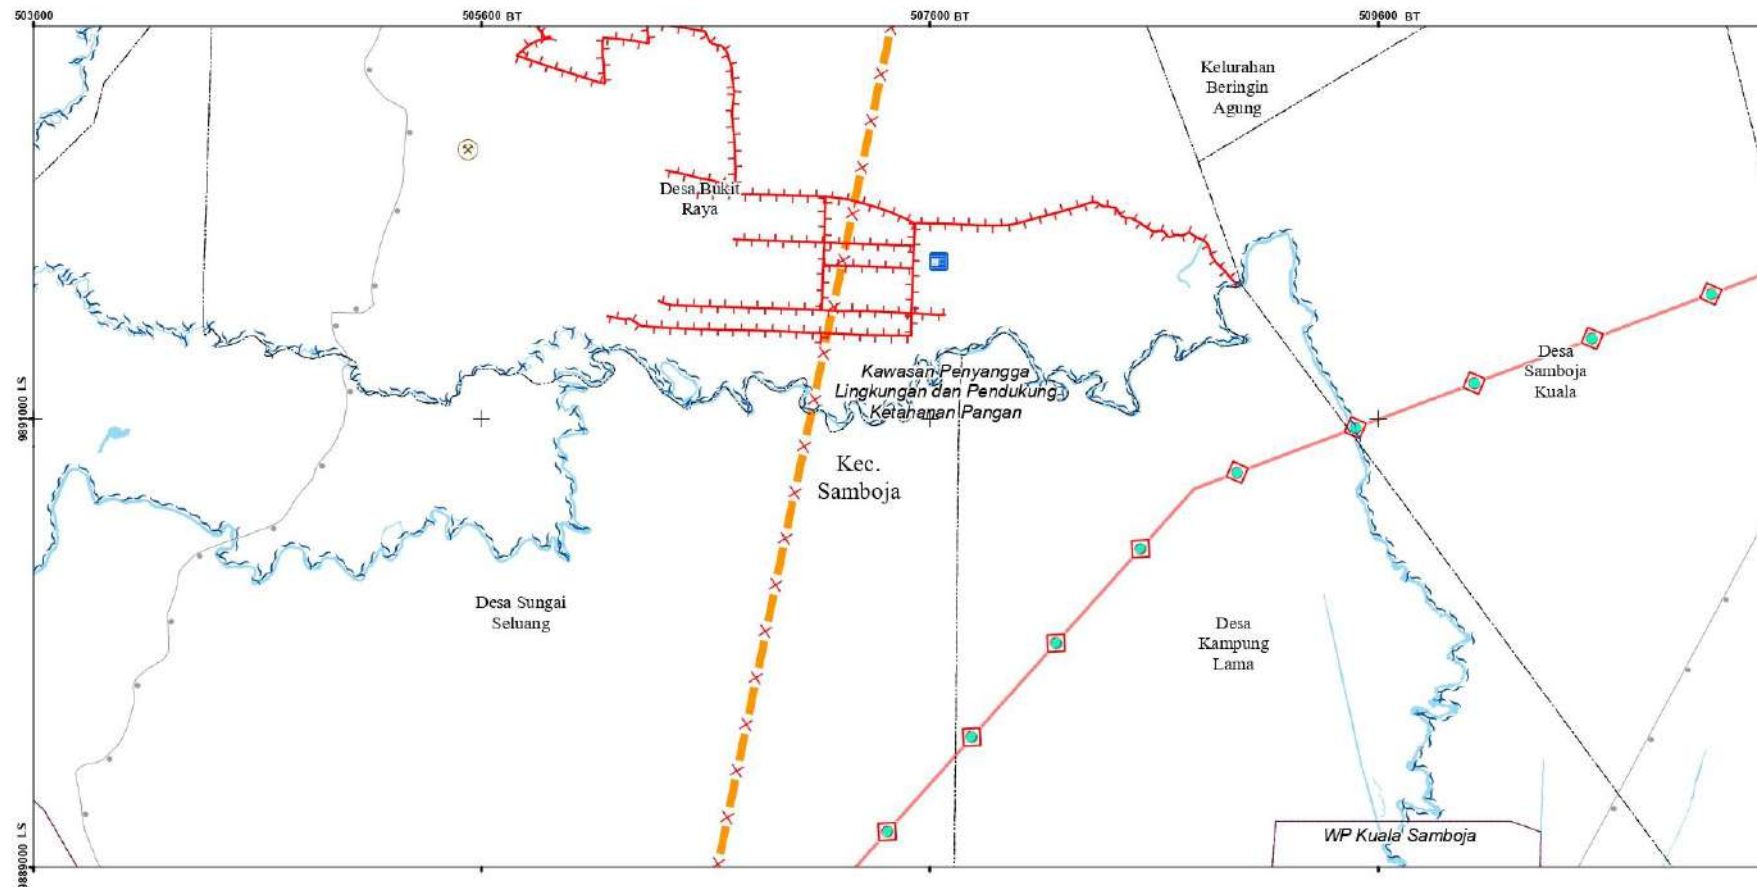 503600
505600 BT
507600 BT
509600 BT
Kelurahan
Beringin
Agung
Desa Bukit
Raya
Desa
Samboja
Kuala
Kawasan Penyangga
Lingkungan dan Pendukung
Ketahanan Pangan
9891000 LS
Kec.
Samboja
Desa Sungai
Seluang
Desa
Kampung
Lama
WP Kuala Samboja
9889000 LS